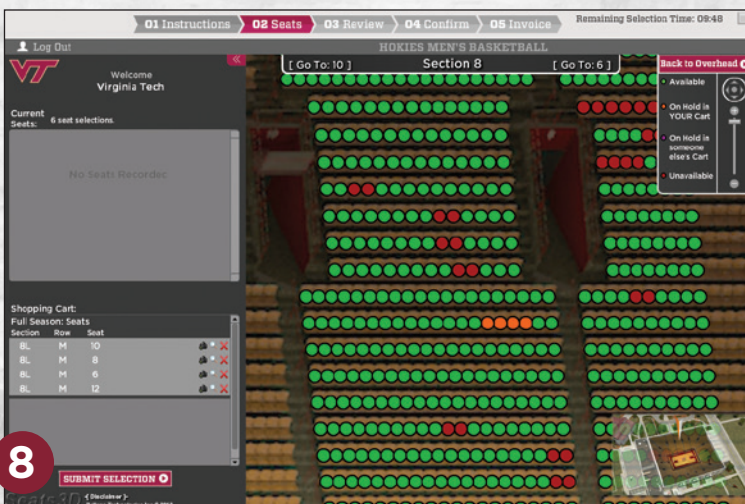 01 Instructions
02 Seats
03 Review
04 Confirm
05 Invoice
Remaining Selection Time: 09:48
Log Out
HOKIES MEN'S BASKETBALL
VT
Welcome
Virginia Tech
Current
Seats:
6 seat selections.
No Seats Recorded
[ Go To: 10 ]
Section 8
[ Go To: 6 ]
Back to Overhead
Available
On Hold in
YOUR Cart
On Hold in
someone
else's Cart
Unavailable
Shopping Cart:
Full Season: Seats
Section Row Seat
8L M 10
8L M 8
8L M 6
8L M 12
8
SUBMIT SELECTION
Seats3D
-{ Disclaimer }-